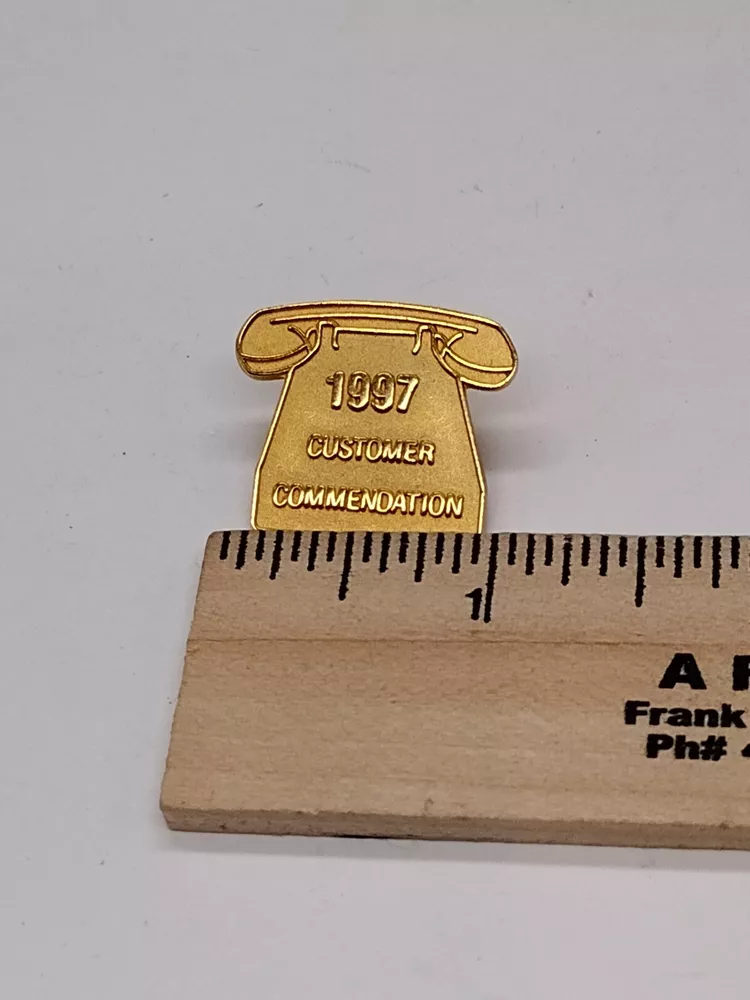 1997
CUSTOMER
COMMENDATION
1
A
Frank
Ph#